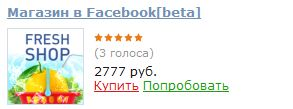 Магазин в Facebook[beta]
FRESH
SHOP
(3 голоса)
2777 руб.
Купить Попробовать